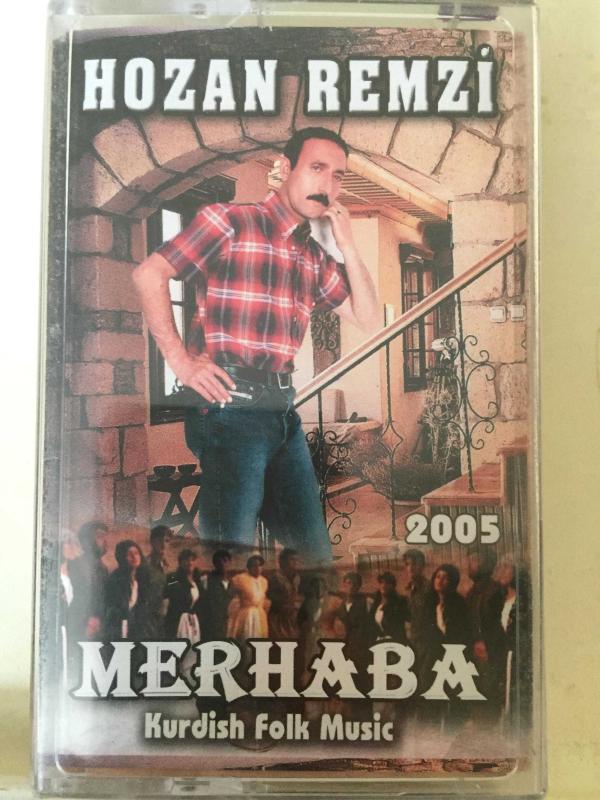 HOZAN REMZİ
2005
MERHABA
Kurdish Folk Music